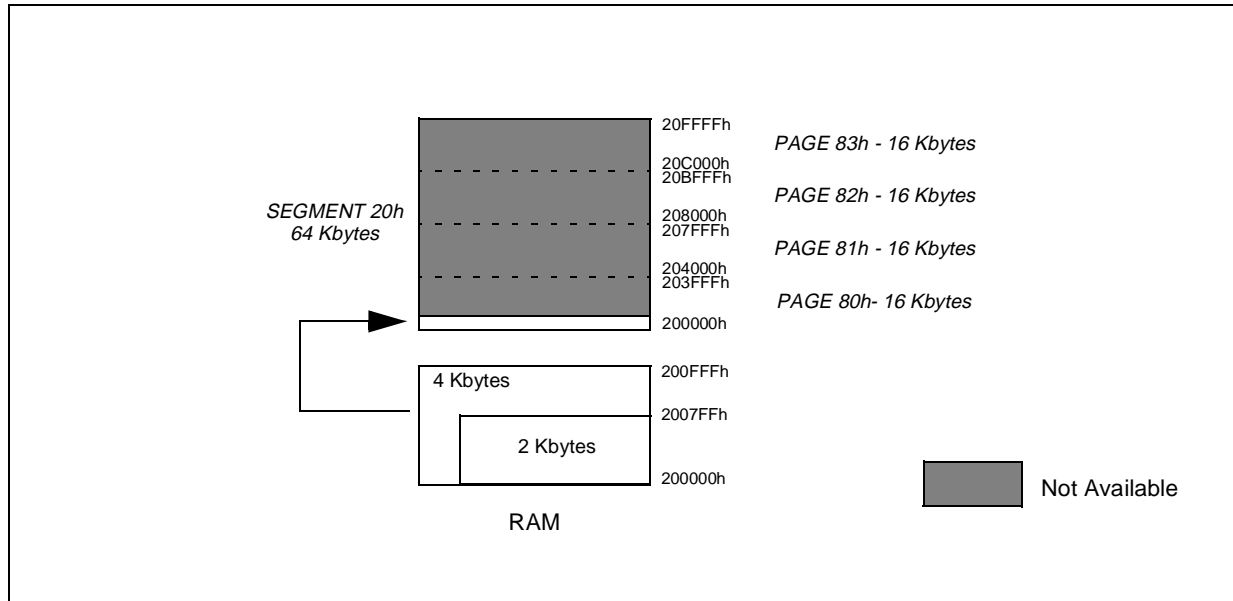 20FFFFh
PAGE 83h - 16 Kbytes
20C000h
20BFFFh
PAGE 82h - 16 Kbytes
SEGMENT 20h
64 Kbytes
208000h
207FFFh
PAGE 81h - 16 Kbytes
204000h
203FFFh
PAGE 80h- 16 Kbytes
200000h
200FFFh
4 Kbytes
2007FFh
2 Kbytes
200000h
Not Available
RAM